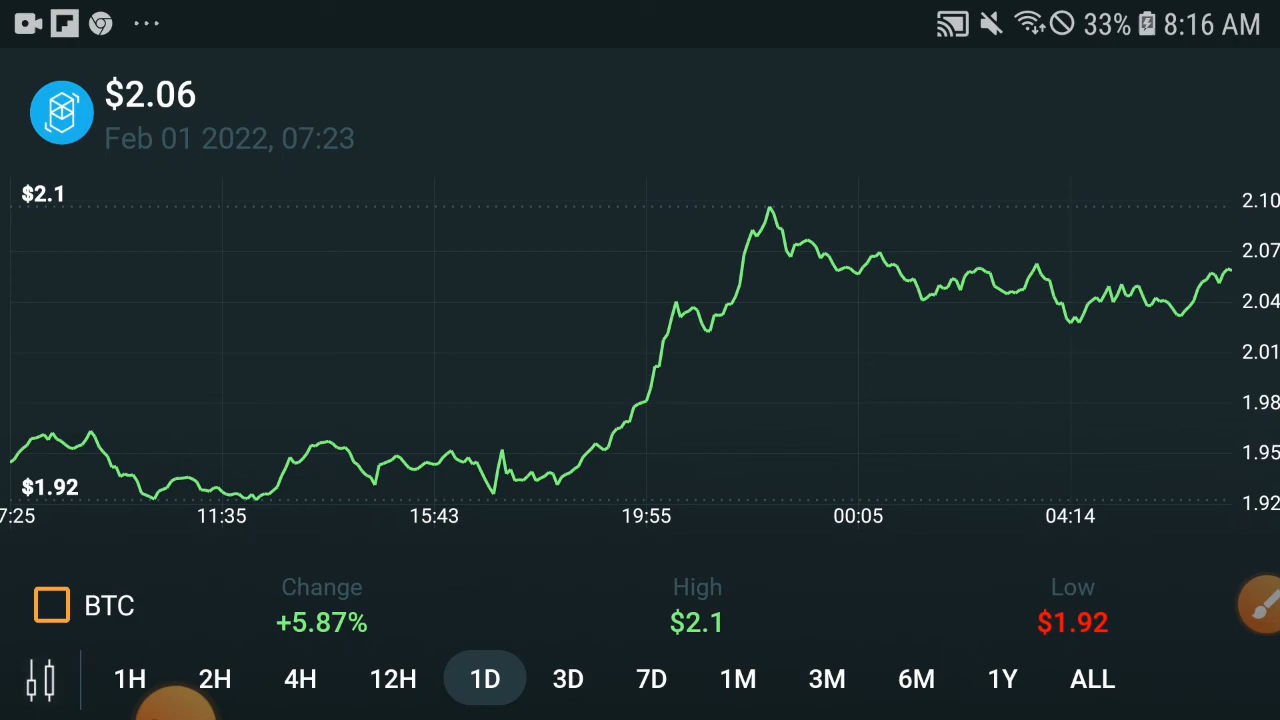 33% 8:16 AM
$2.06
Feb 01 2022, 07:23
$2.1
2.10
2.07
2.04
2.01
1.98
1.95
$1.92
1.92
7:25 11:35 15:43 19:55 00:05 04:14
BTC
Change High Low
+5.87% $2.1 $1.92
1H 2H 4H 12H 1D 3D 7D 1M 3M 6M 1Y ALL